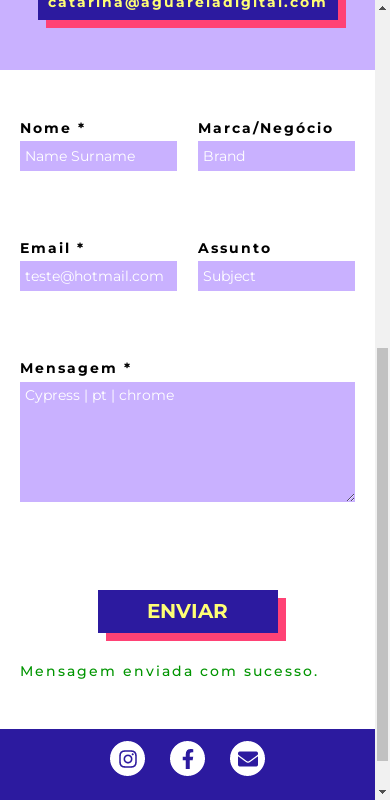 catarina@aguareladigital.com
Nome *
Marca/Negócio
Name Surname
Brand
Email *
Assunto
teste@hotmail.com
Subject
Mensagem *
Cypress | pt | chrome
ENVIAR
Mensagem enviada com sucesso.